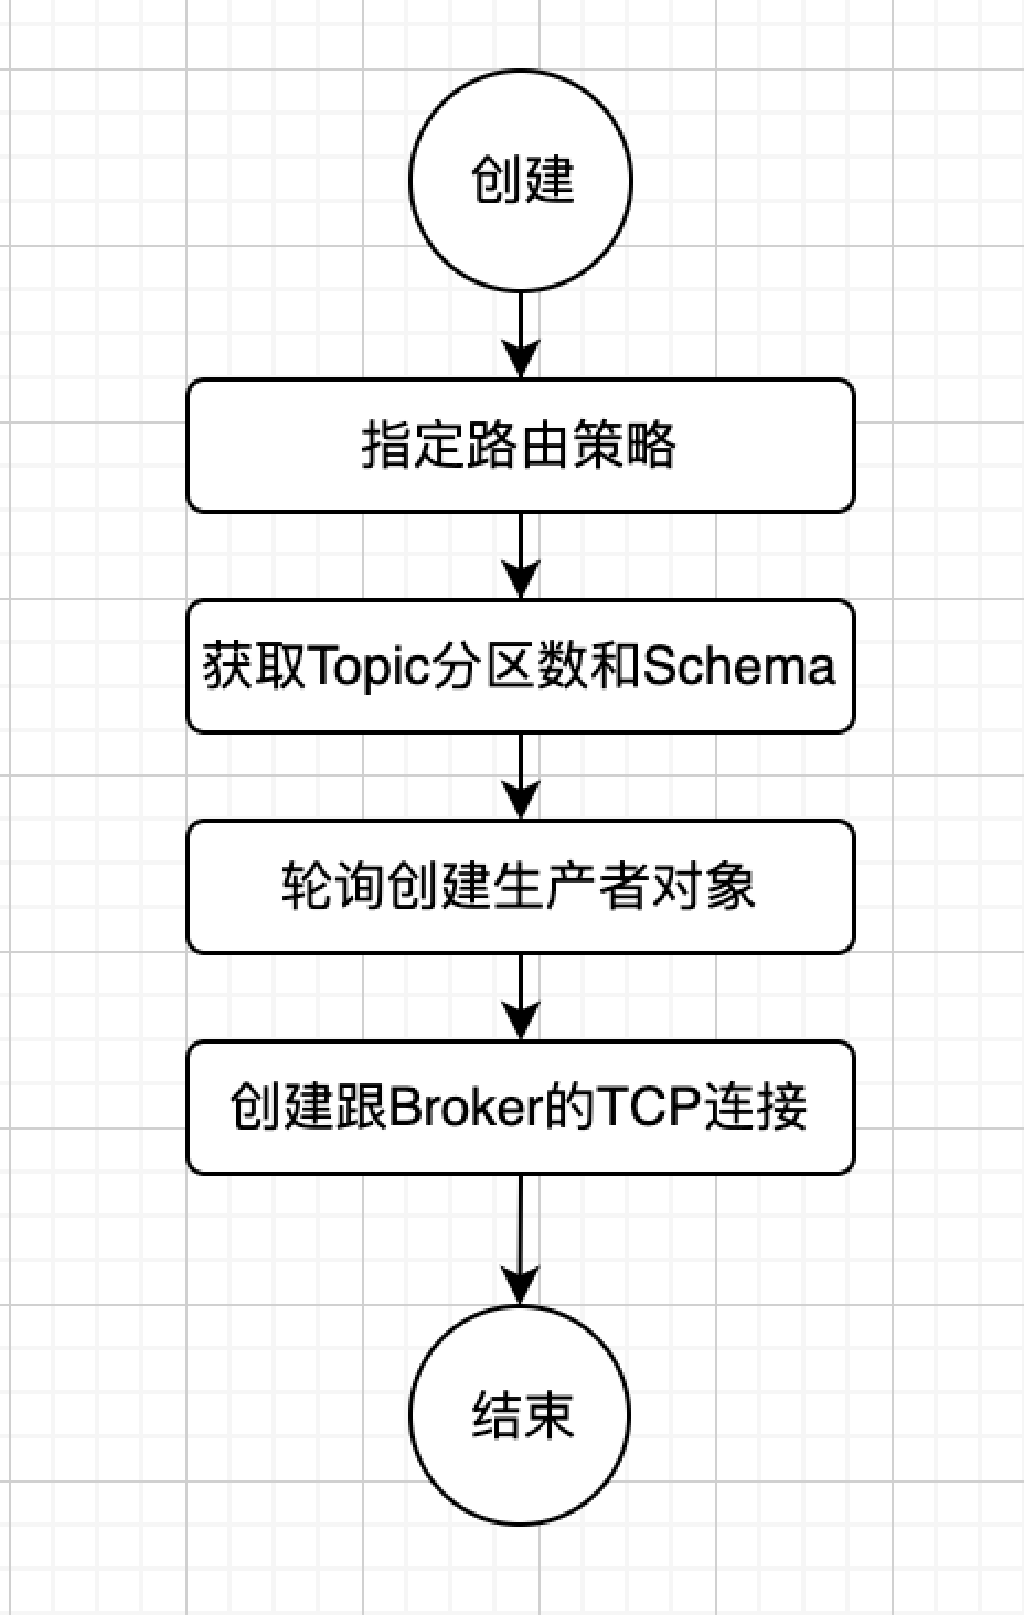 创建
指定路由策略
获取Topic分区数和Schema
轮询创建生产者对象
创建跟Broker的TCP连接
结束